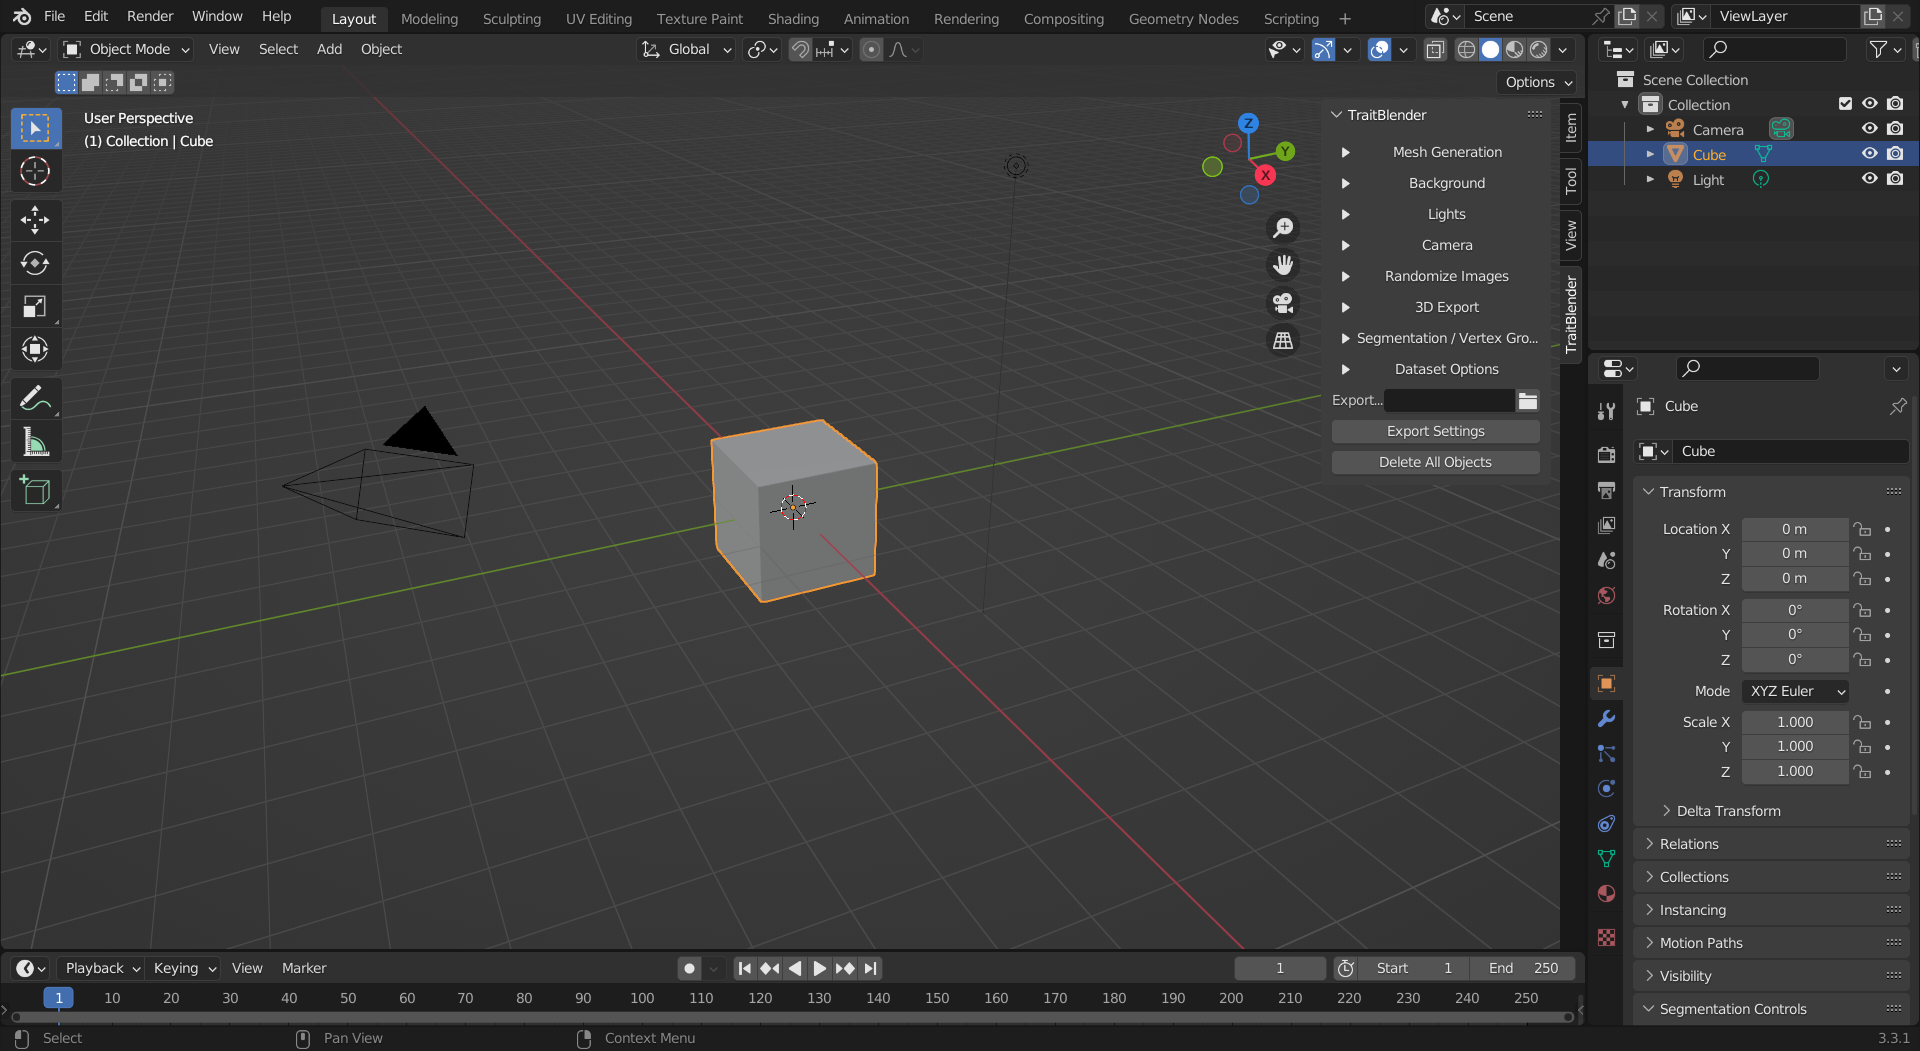 File Edit Render Window Help Layout Modeling Sculpting UV Editing Texture Paint Shading Animation Rendering Compositing Geometry Nodes Scripting + Scene ViewLayer
Object Mode View Select Add Object Global
Options
User Perspective
(1) Collection | Cube
Z
Y
X
TraitBlender
Mesh Generation
Background
Lights
Camera
Randomize Images
3D Export
Segmentation / Vertex Gro...
Dataset Options
Export...
Export Settings
Delete All Objects
Item
Tool
View
TraitBlender
Scene Collection
Collection
Camera
Cube
Light
Cube
Cube
Transform
Location X 0 m
Y 0 m
Z 0 m
Rotation X 0°
Y 0°
Z 0°
Mode XYZ Euler
Scale X 1.000
Y 1.000
Z 1.000
Delta Transform
Relations
Collections
Instancing
Motion Paths
Visibility
Segmentation Controls
Playback Keying View Marker 1 Start 1 End 250
1 10 20 30 40 50 60 70 80 90 100 110 120 130 140 150 160 170 180 190 200 210 220 230 240 250
Select Pan View Context Menu 3.3.1